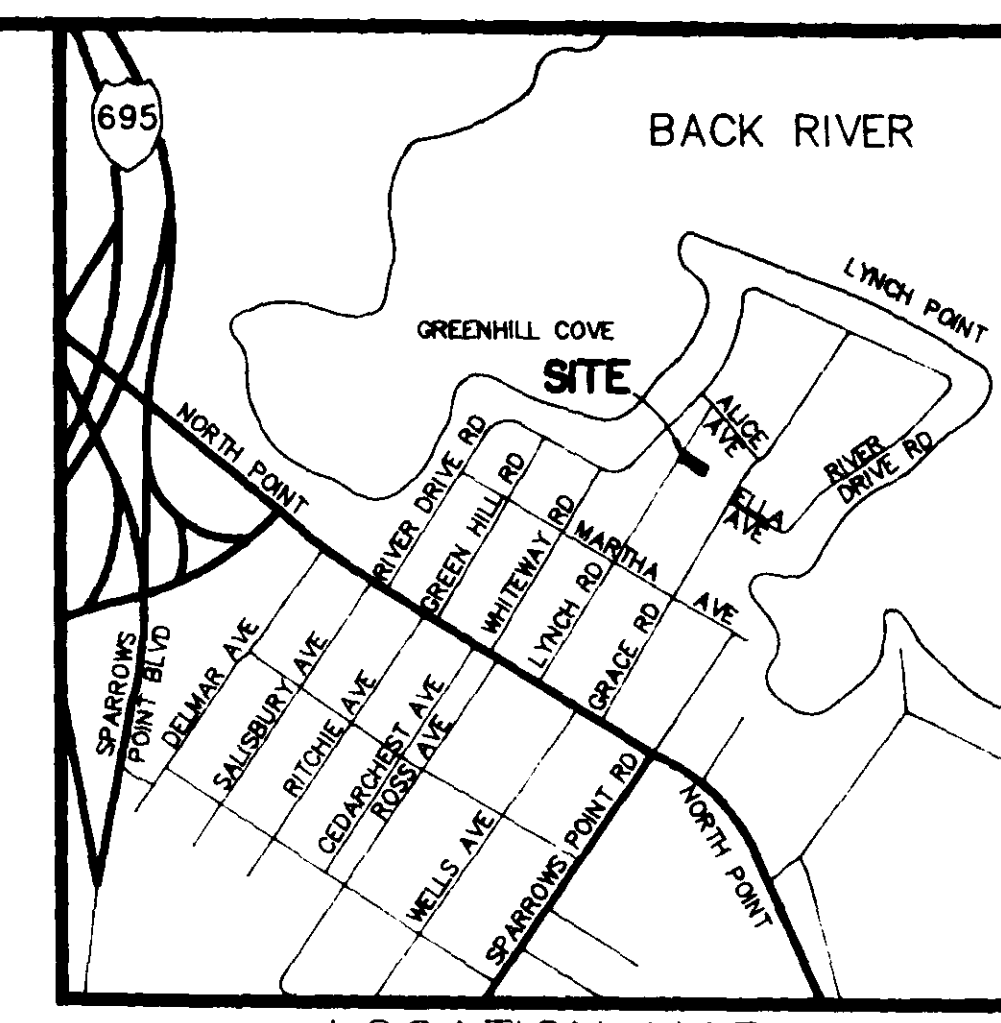 695
BACK RIVER
LYNCH POINT
GREENHILL COVE
SITE
ALICE
AVE
NORTH POINT
RIVER DRIVE RD
RIVER
DRIVE RD
GREEN HILL RD
WHITEWAY RD
ELLA
AVE
MARTHA
AVE
LYNCH RD
GRACE RD
SPARROWS
POINT BLVD
DELMAR AVE
SALISBURY AVE
RITCHIE AVE
CEDARCHEST AVE
ROSS AVE
WELLS AVE
SPARROWS POINT RD
NORTH POINT